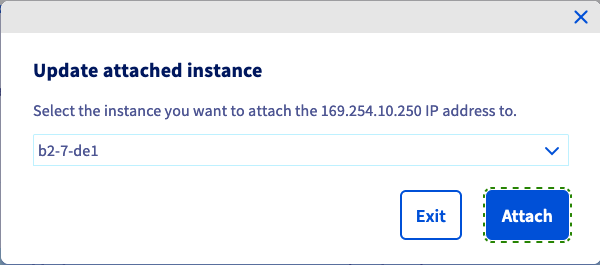 Update attached instance
Select the instance you want to attach the 169.254.10.250 IP address to.
b2-7-de1
Exit
Attach